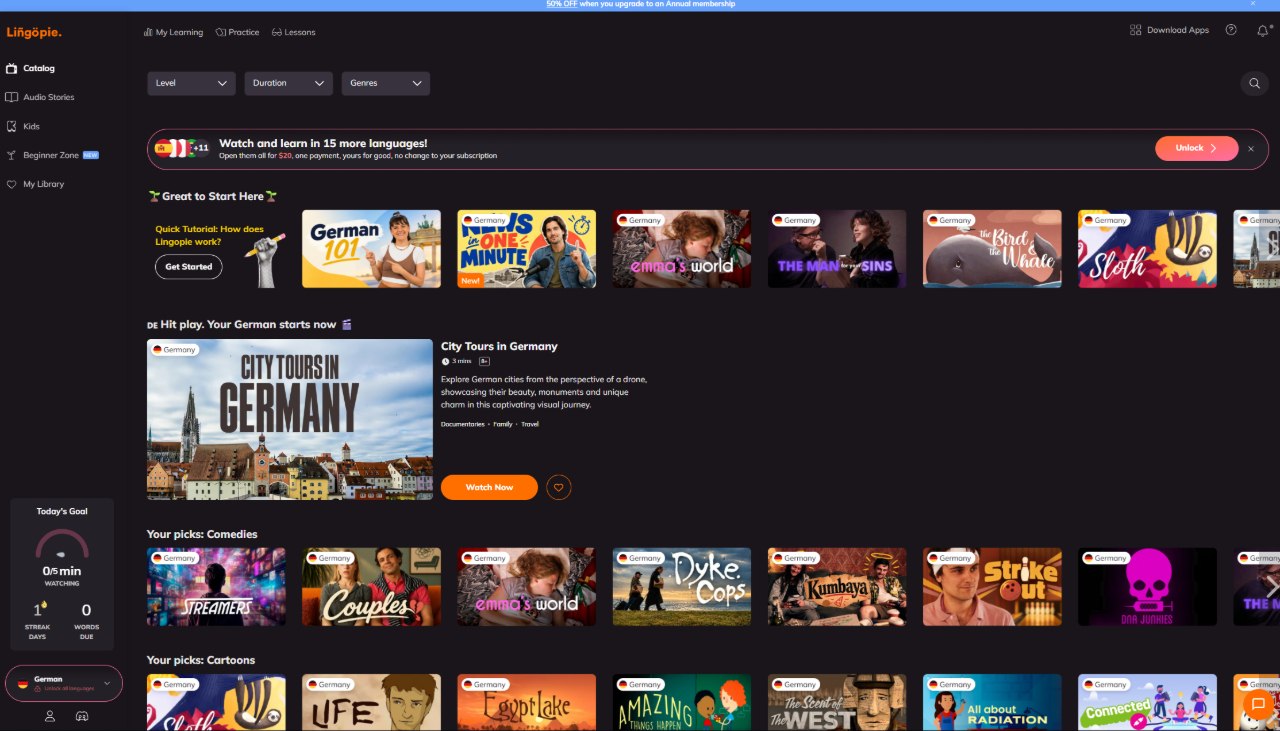 50% OFF when you upgrade to an Annual membership
Lingöpie.
My Learning
Practice
Lessons
Download Apps
Catalog
Audio Stories
Kids
Beginner Zone NEW
My Library
Level
Duration
Genres
+11
Watch and learn in 15 more languages!
Open them all for $20, one payment, yours for good, no change to your subscription
Unlock
Great to Start Here
Quick Tutorial: How does
Lingopie work?
Get Started
German
101
Germany
NEWS
in ONE
MINUTE
New!
Germany
emma's world
Germany
THE MAN for your SINS
Germany
the Bird
& the
Whale
Germany
Sloth
Germany
DE Hit play. Your German starts now
Germany
CITY TOURS IN
GERMANY
City Tours in Germany
3 mins 8+
Explore German cities from the perspective of a drone,
showcasing their beauty, monuments and unique
charm in this captivating visual journey.
Documentaries • Family • Travel
Watch Now
Your picks: Comedies
Germany
STREAMERS
Germany
Couples
Germany
emma's world
Germany
Dyke.
Cops
Germany
Kumbaya
Germany
Strike
Out
Germany
DNA JUNKIES
Germany
THE M
Your picks: Cartoons
Germany
Sloth
Germany
LIFE
Germany
Egypt Lake
Germany
AMAZING
THINGS HAPPEN
Germany
The Scent of
The WEST
Germany
All about
RADIATION
Germany
Connected
Germany
Today's Goal
0/5 min
WATCHING
1
STREAK
DAYS
0
WORDS
DUE
German
Unlock all languages